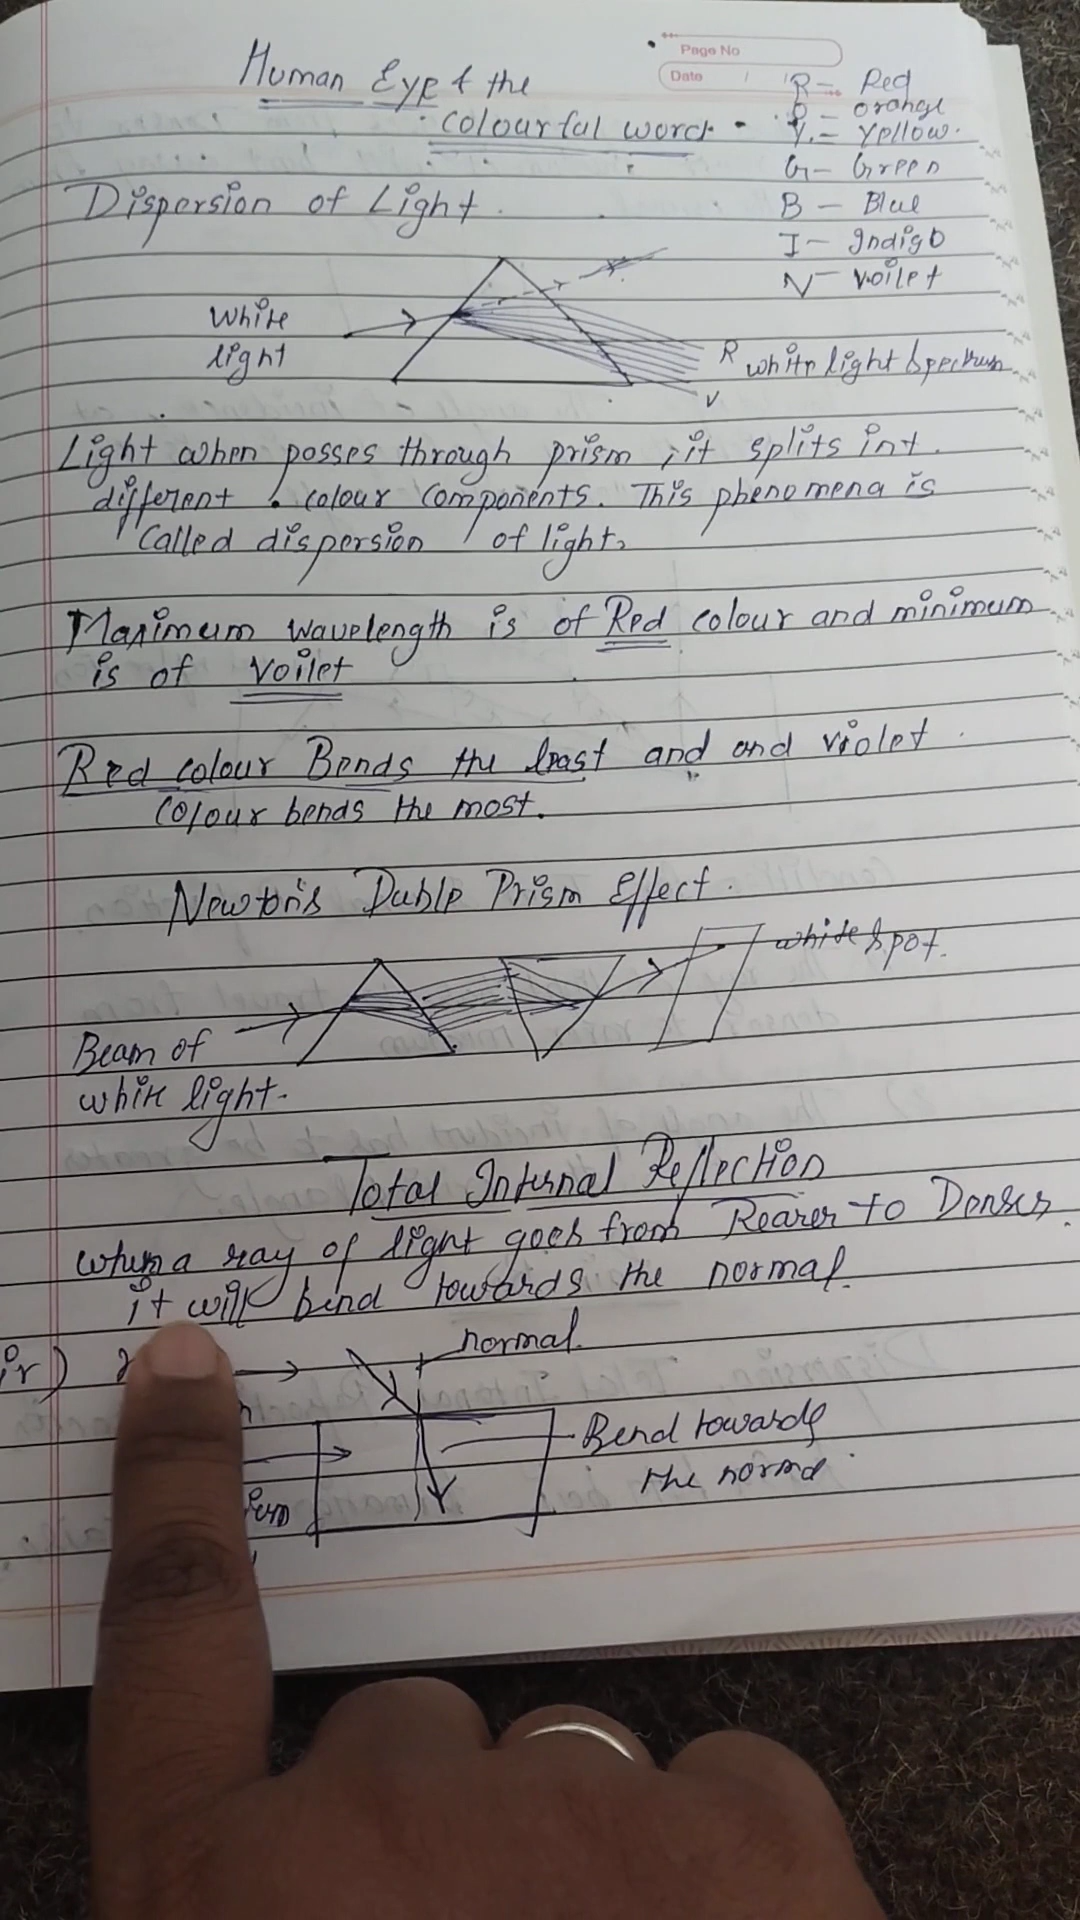 Page No
Date / /
Human Eye & the
colourful word
R - Red
O - orange
Y = Yellow.
G - Green
B - Blue
I - Indigo
V - voilet
Dispersion of Light.
White
light
R
white light spectrum
V
Light when posses through prism, it splits int.
different colour components. This phenomena is
called dispersion of light.
Maximum wavelength is of Red colour and minimum
is of Voilet
Red colour Bends the least and and violet
colour bends the most.
Newton's Duble Prism Effect.
white spot.
Beam of
white light.
Total Internal Reflection
when a ray of light goes from Rearer to Denser
it will bend towards the normal.
normal.
Bend towards
the normal